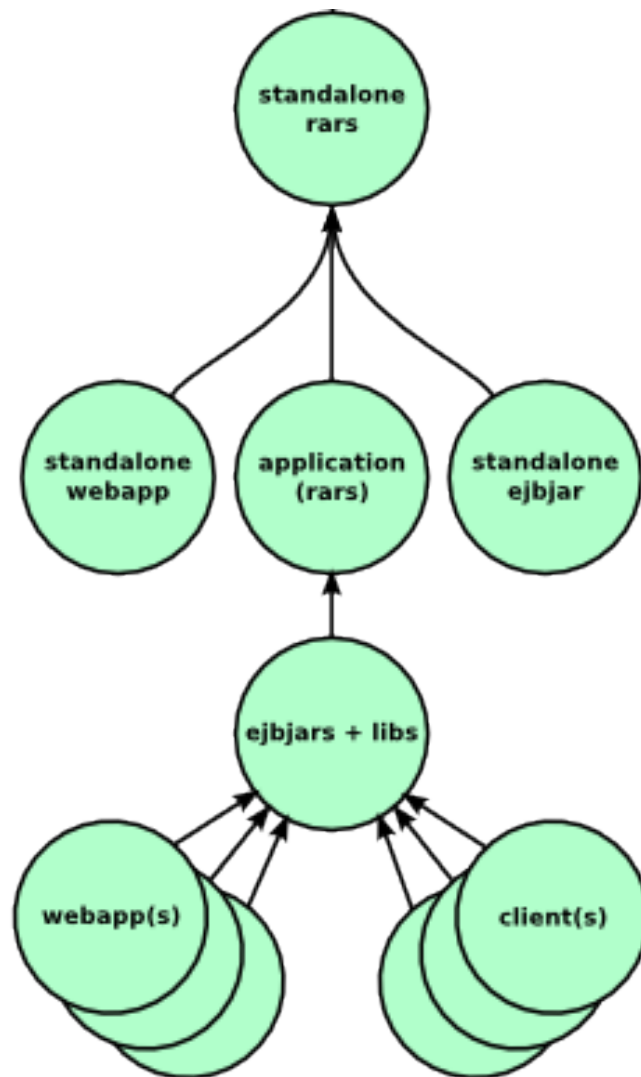 standalone
rars
standalone
webapp
application
(rars)
standalone
ejbjar
ejbjars + libs
webapp(s)
client(s)